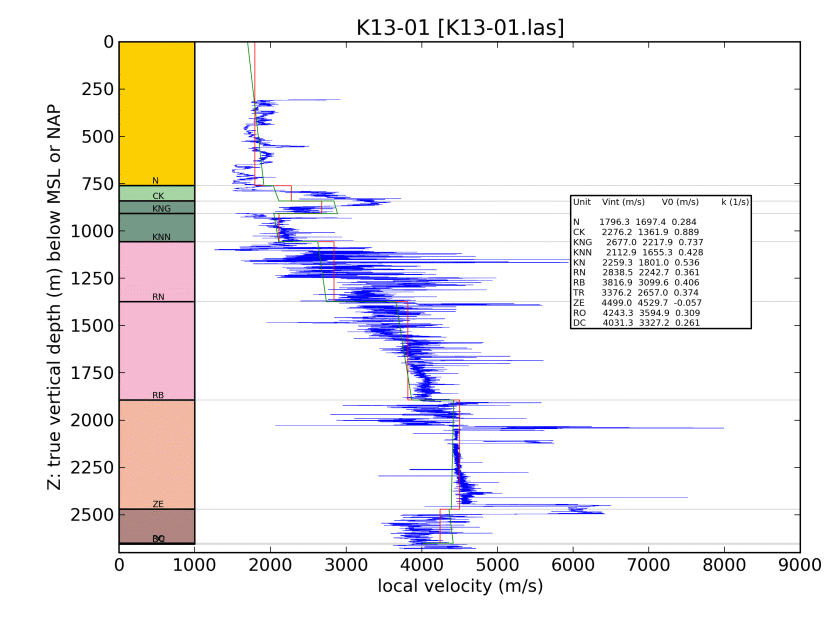 K13-01 [K13-01.las]
Z: true vertical depth (m) below MSL or NAP
0
250
500
750
1000
1250
1500
1750
2000
2250
2500
N
CK
KNG
KNN
RN
RB
ZE
Unit Vint (m/s) V0 (m/s) k (1/s)
N 1796.3 1697.4 0.284
CK 2276.2 1361.9 0.889
KNG 2677.0 2217.9 0.737
KNN 2112.9 1655.3 0.428
KN 2259.3 1801.0 0.536
RN 2838.5 2242.7 0.361
RB 3816.9 3099.6 0.406
TR 3376.2 2657.0 0.374
ZE 4499.0 4529.7 -0.057
RO 4243.3 3594.9 0.309
DC 4031.3 3327.2 0.261
0 1000 2000 3000 4000 5000 6000 7000 8000 9000
local velocity (m/s)